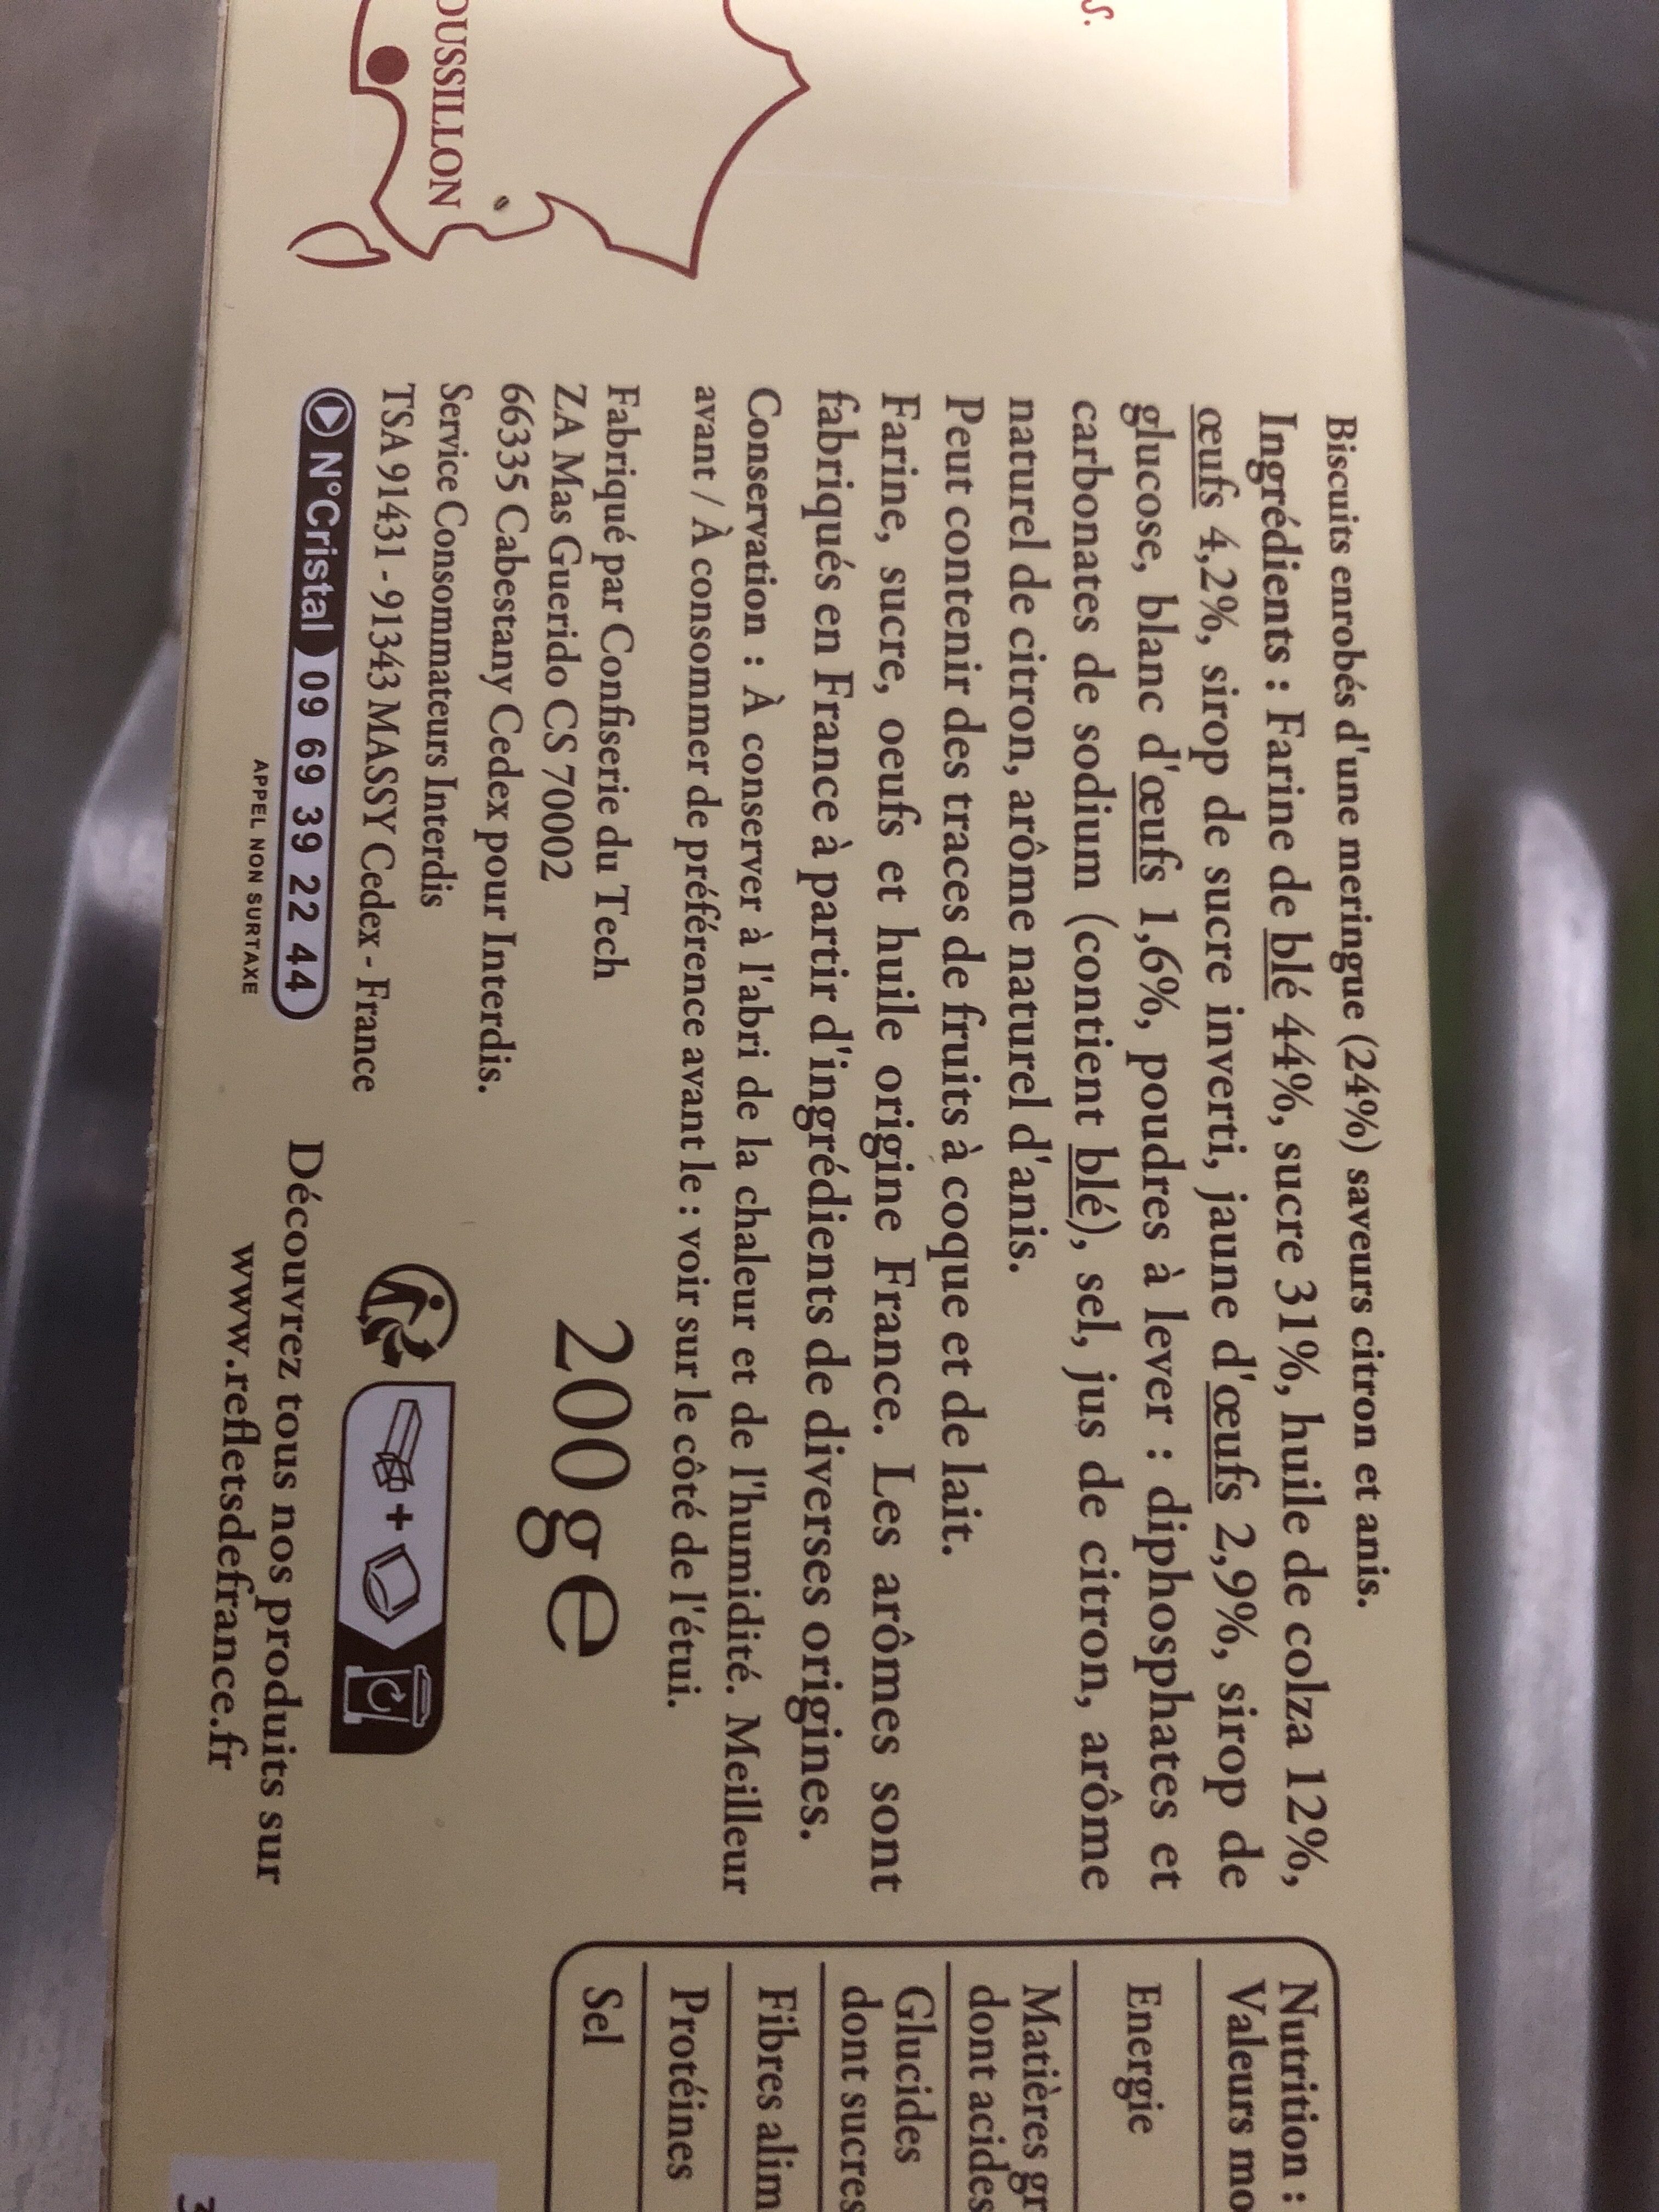 s.
OUSSILLON
Biscuits enrobés d'une meringue (24%) saveurs citron et anis.
Ingrédients : Farine de blé 44%, sucre 31%, huile de colza 12%,
œufs 4,2%, sirop de sucre inverti, jaune d'œufs 2,9%, sirop de
glucose, blanc d'œufs 1,6%, poudres à lever : diphosphates et
carbonates de sodium (contient blé), sel, jus de citron, arôme
naturel de citron, arôme naturel d'anis.
Peut contenir des traces de fruits à coque et de lait.
Farine, sucre, oeufs et huile origine France. Les arômes sont
fabriqués en France à partir d'ingrédients de diverses origines.
Conservation : À conserver à l'abri de la chaleur et de l'humidité. Meilleur
avant / À consommer de préférence avant le : voir sur le côté de l'étui.
Fabriqué par Confiserie du Tech
ZA Mas Guerido CS 70002
66335 Cabestany Cedex pour Interdis.
Service Consommateurs Interdis
TSA 91431 - 91343 MASSY Cedex - France
N°Cristal 09 69 39 22 44
APPEL NON SURTAXE
200g e
+
Découvrez tous nos produits sur
www.refletsdefrance.fr
Nutrition :
Valeurs mo
Energie
Matières gr
dont acides
Glucides
dont sucres
Fibres alim
Protéines
Sel
3